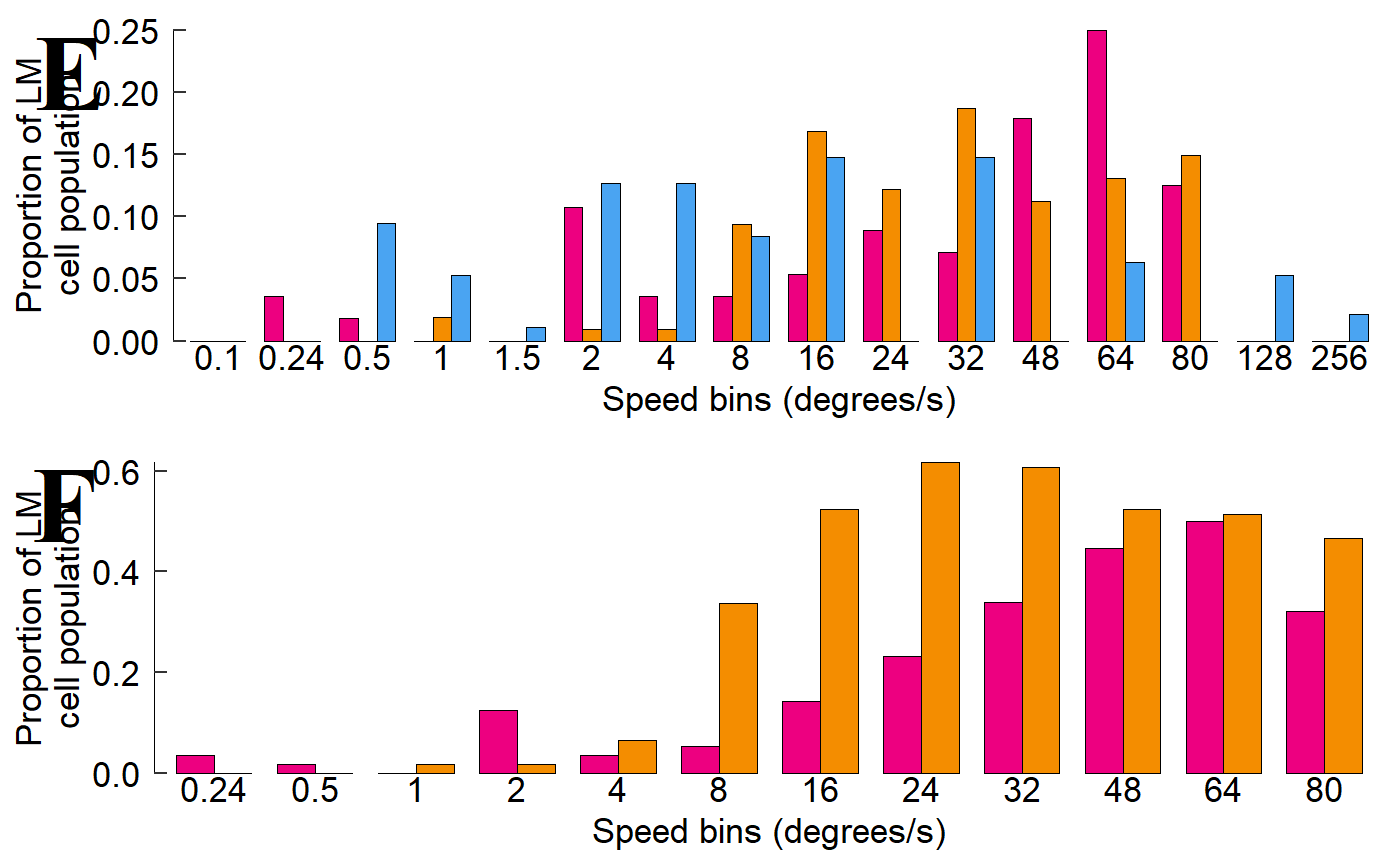 E
Proportion of LM
cell population
0.25
0.20
0.15
0.10
0.05
0.00
0.1 0.24 0.5 1 1.5 2 4 8 16 24 32 48 64 80 128 256
Speed bins (degrees/s)
F
Proportion of LM
cell population
0.6
0.4
0.2
0.0
0.24 0.5 1 2 4 8 16 24 32 48 64 80
Speed bins (degrees/s)